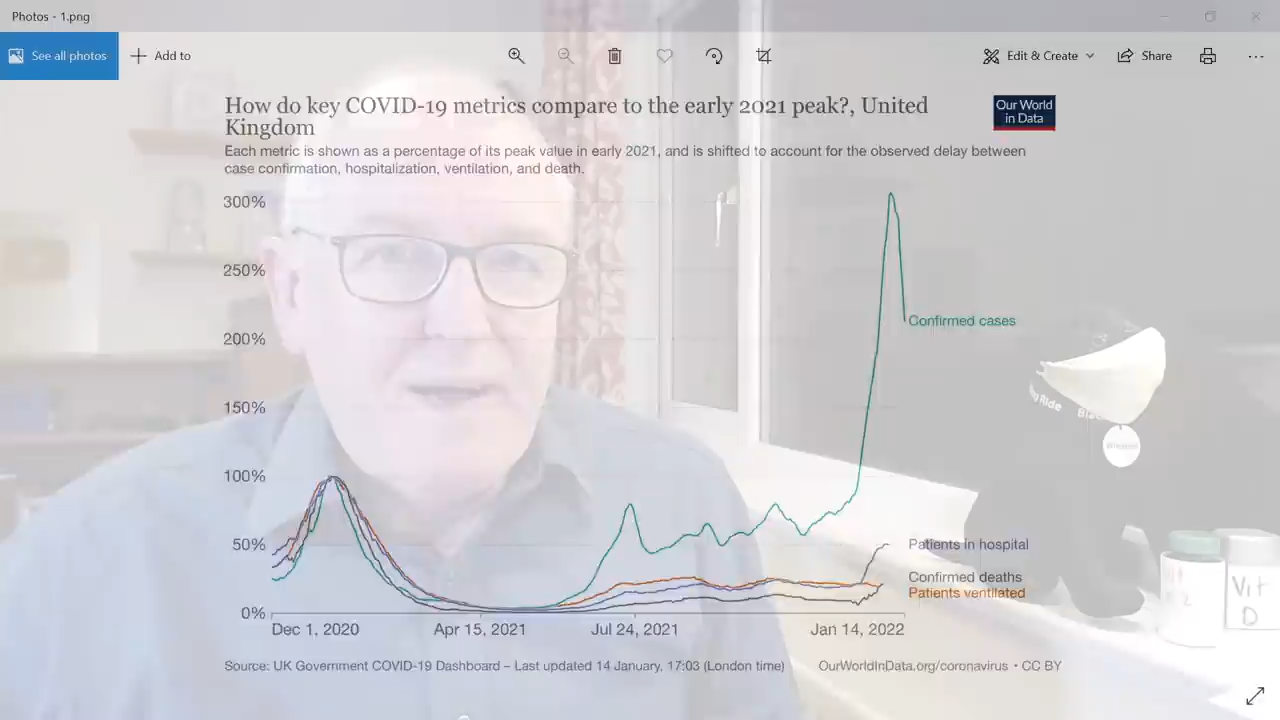 Photos - 1.png
See all photos
Add to
Edit & Create
Share
How do key COVID-19 metrics compare to the early 2021 peak?, United
Kingdom
Our World
in Data
Each metric is shown as a percentage of its peak value in early 2021, and is shifted to account for the observed delay between
case confirmation, hospitalization, ventilation, and death.
300%
250%
200%
150%
100%
50%
0%
Confirmed cases
Patients in hospital
Confirmed deaths
Patients ventilated
Dec 1, 2020
Apr 15, 2021
Jul 24, 2021
Jan 14, 2022
Source: UK Government COVID-19 Dashboard – Last updated 14 January, 17:03 (London time)
OurWorldInData.org/coronavirus • CC BY
Ride
Vit
D